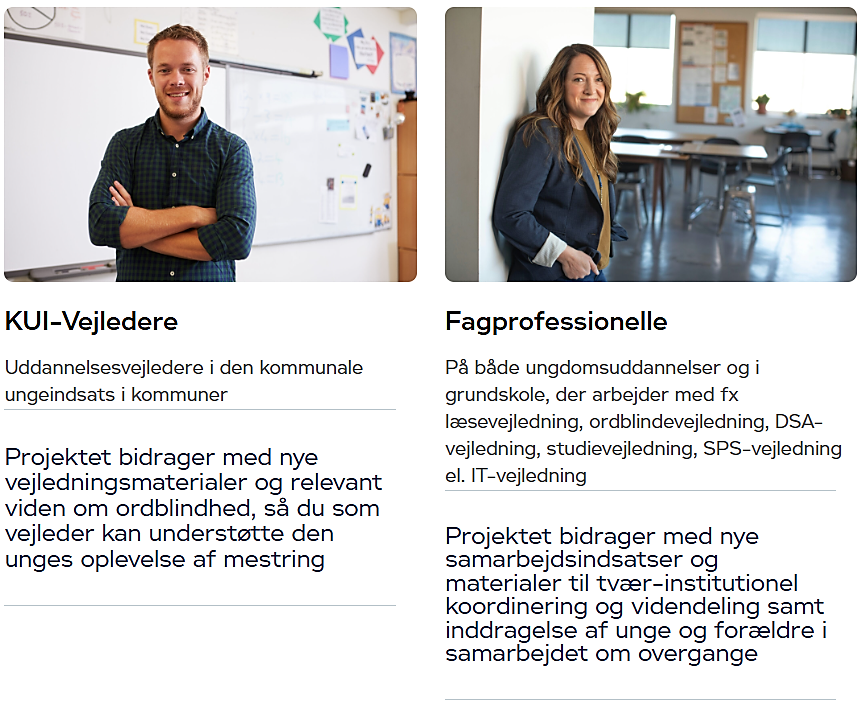 KUI-Vejledere
Uddannelsesvejledere i den kommunale
ungeindsats i kommuner
Projektet bidrager med nye
vejledningsmaterialer og relevant
viden om ordblindhed, så du som
vejleder kan understøtte den
unges oplevelse af mestring
Fagprofessionelle
På både ungdomsuddannelser og i
grundskole, der arbejder med fx
læsevejledning, ordblindevejledning, DSA-
vejledning, studievejledning, SPS-vejledning
el. IT-vejledning
Projektet bidrager med nye
samarbejdsindsatser og
materialer til tvær-institutionel
koordinering og videndeling samt
inddragelse af unge og forældre i
samarbejdet om overgange